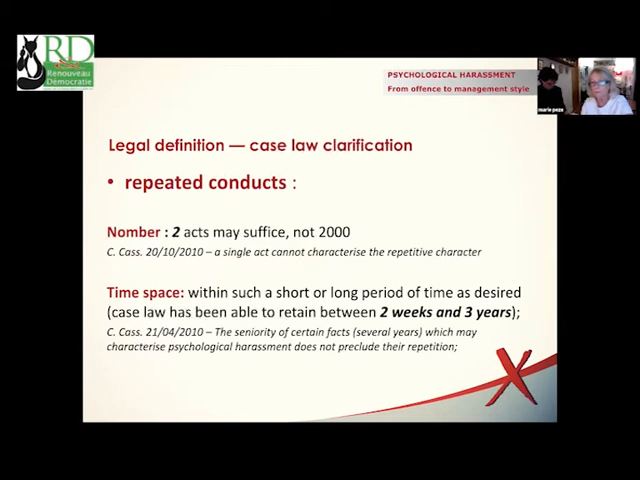 RD
Renouveau
Démocratie
PSYCHOLOGICAL HARASSMENT
From offence to management style
marie peze
Legal definition — case law clarification
• repeated conducts :
Nomber : 2 acts may suffice, not 2000
C. Cass. 20/10/2010 – a single act cannot characterise the repetitive character
Time space: within such a short or long period of time as desired
(case law has been able to retain between 2 weeks and 3 years);
C. Cass. 21/04/2010 – The seniority of certain facts (several years) which may
characterise psychological harassment does not preclude their repetition;